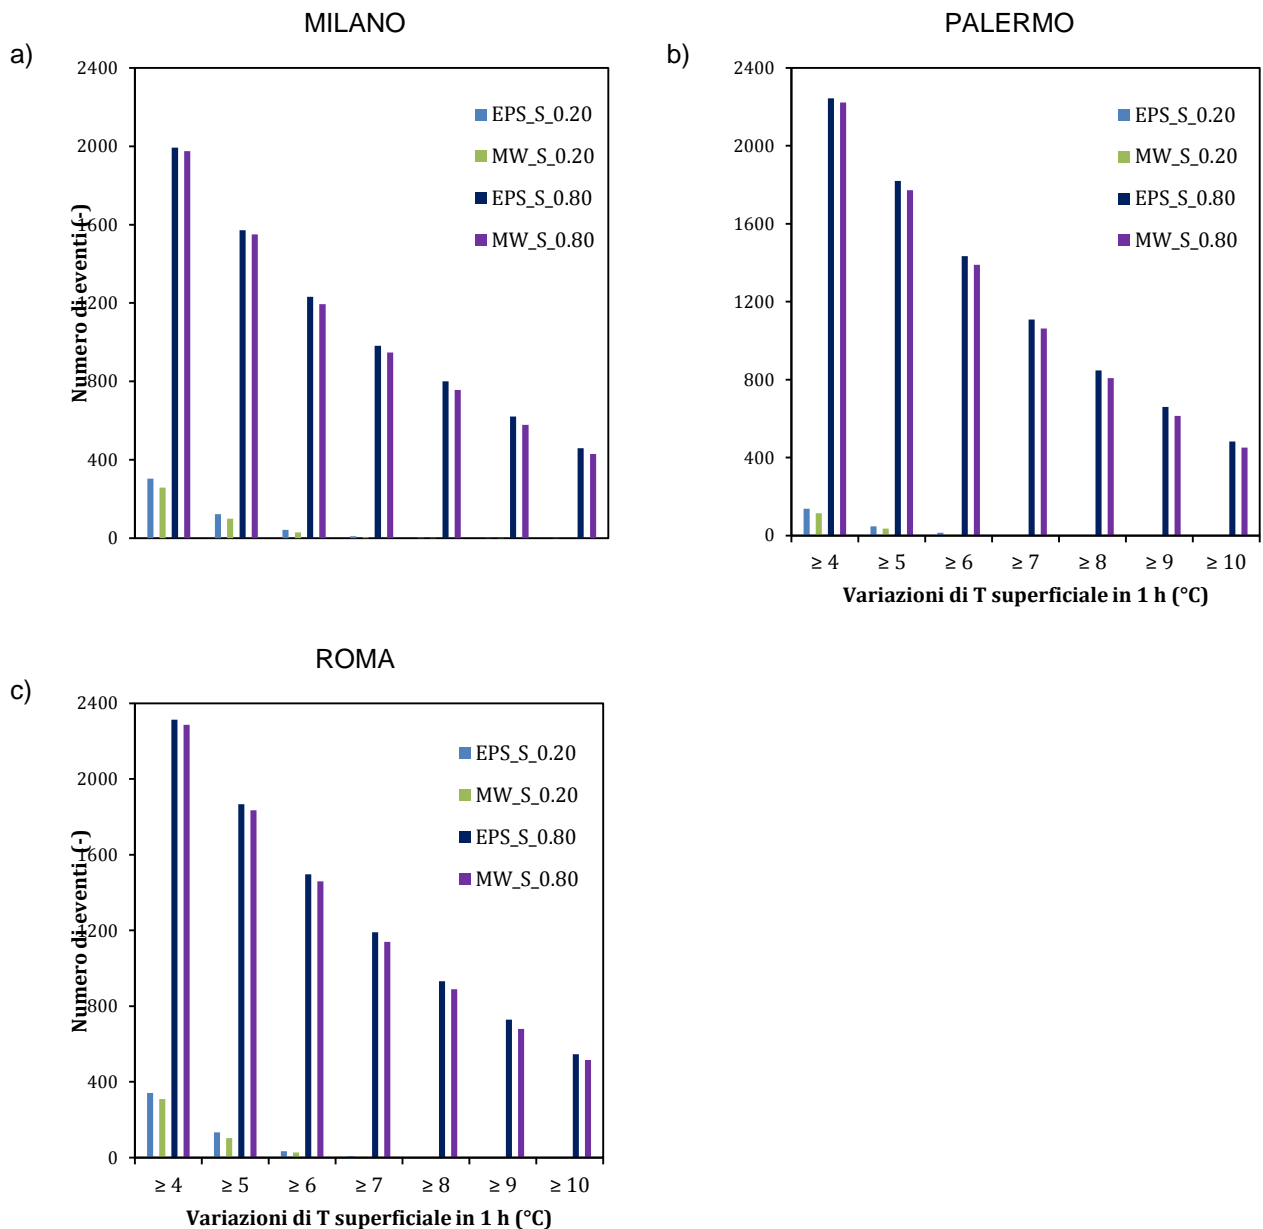 MILANO
a)
2400
2000
1600
1200
800
400
0
Numero di eventi (-)
EPS_S_0.20
MW_S_0.20
EPS_S_0.80
MW_S_0.80
PALERMO
b)
2400
2000
1600
1200
800
400
0
EPS_S_0.20
MW_S_0.20
EPS_S_0.80
MW_S_0.80
≥ 4 ≥ 5 ≥ 6 ≥ 7 ≥ 8 ≥ 9 ≥ 10
Variazioni di T superficiale in 1 h (°C)
ROMA
c)
2400
2000
1600
1200
800
400
0
Numero di eventi (-)
EPS_S_0.20
MW_S_0.20
EPS_S_0.80
MW_S_0.80
≥ 4 ≥ 5 ≥ 6 ≥ 7 ≥ 8 ≥ 9 ≥ 10
Variazioni di T superficiale in 1 h (°C)